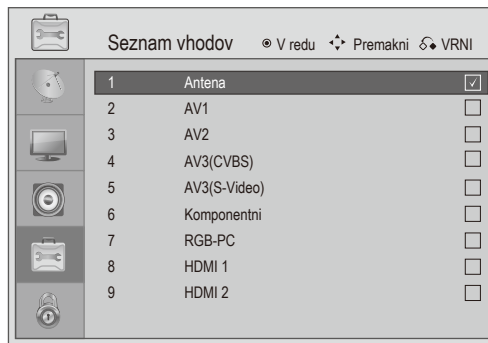 Seznam vhodov V redu Premakni VRNI
1 Antena
2 AV1
3 AV2
4 AV3(CVBS)
5 AV3(S-Video)
6 Komponentni
7 RGB-PC
8 HDMI 1
9 HDMI 2